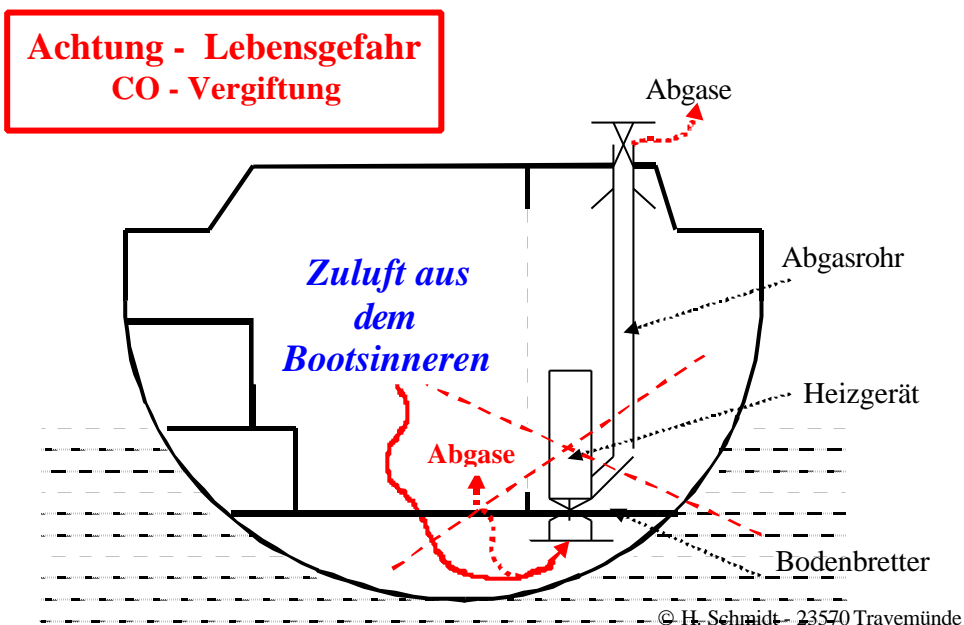 Achtung - Lebensgefahr
CO - Vergiftung
Abgase
Abgasrohr
Zuluft aus
dem
Bootsinneren
Heizgerät
Abgase
Bodenbretter
© H. Schmidt - 23570 Travemünde